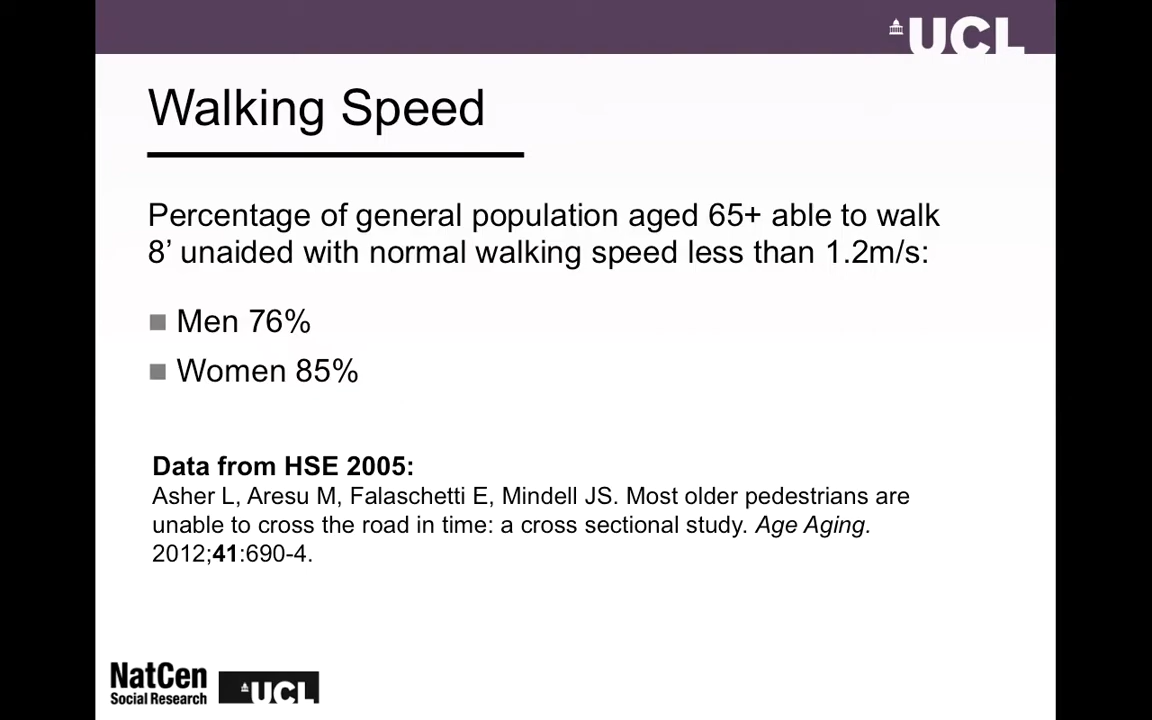 UCL
Walking Speed
Percentage of general population aged 65+ able to walk
8’ unaided with normal walking speed less than 1.2m/s:
Men 76%
Women 85%
Data from HSE 2005:
Asher L, Aresu M, Falaschetti E, Mindell JS. Most older pedestrians are
unable to cross the road in time: a cross sectional study. Age Aging.
2012;41:690-4.
NatCen
Social Research
UCL